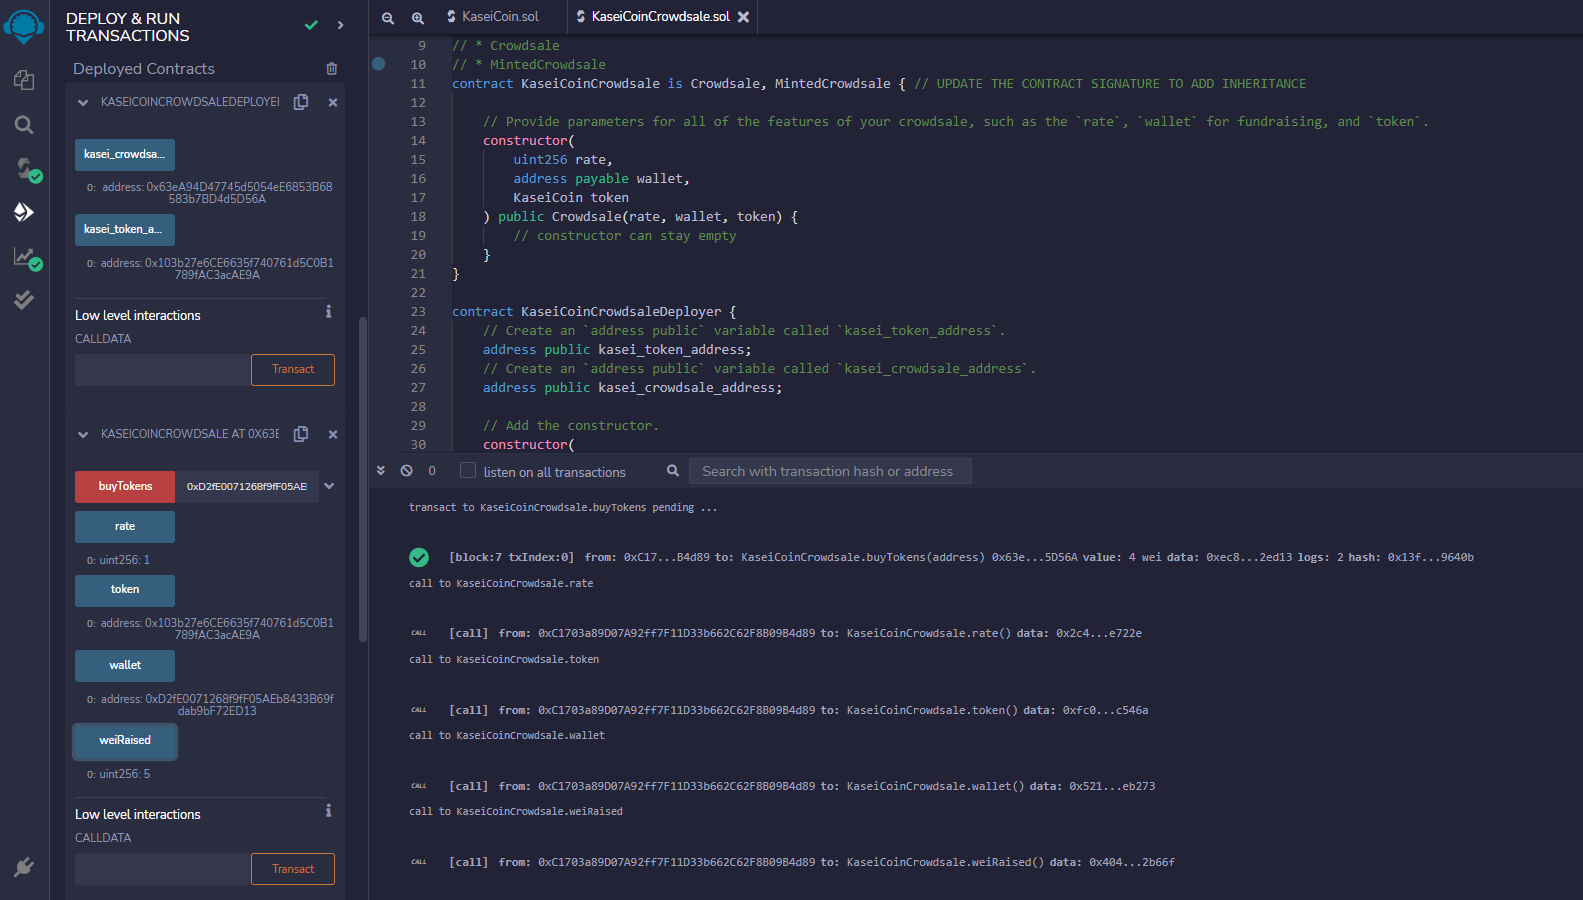 DEPLOY & RUN
TRANSACTIONS
Deployed Contracts
KASEICOINCROWDSALEDEPLOYER
kasei_crowdsa...
0: address: 0x63eA94D47745d5054eE6853B68
583b7BD4d5D56A
kasei_token_a...
0: address: 0x103b27e6CE6635f740761d5C0B1
789fAC3acAE9A
Low level interactions
CALLDATA
Transact
KASEICOINCROWDSALE AT 0X63E
buyTokens 0xD2fE0071268f9fF05AEl
rate
0: uint256: 1
token
0: address: 0x103b27e6CE6635f740761d5C0B1
789fAC3acAE9A
wallet
0: address: 0xD2fE0071268f9fF05AEb8433B69f
dab9bF72ED13
weiRaised
0: uint256: 5
Low level interactions
CALLDATA
Transact
KaseiCoin.sol KaseiCoinCrowdsale.sol
9 // * Crowdsale
10 // * MintedCrowdsale
11 contract KaseiCoinCrowdsale is Crowdsale, MintedCrowdsale { // UPDATE THE CONTRACT SIGNATURE TO ADD INHERITANCE
12
13 // Provide parameters for all of the features of your crowdsale, such as the `rate`, `wallet` for fundraising, and `token`.
14 constructor(
15 uint256 rate,
16 address payable wallet,
17 KaseiCoin token
18 ) public Crowdsale(rate, wallet, token) {
19 // constructor can stay empty
20 }
21 }
22
23 contract KaseiCoinCrowdsaleDeployer {
24 // Create an `address public` variable called `kasei_token_address`.
25 address public kasei_token_address;
26 // Create an `address public` variable called `kasei_crowdsale_address`.
27 address public kasei_crowdsale_address;
28
29 // Add the constructor.
30 constructor(
0 listen on all transactions Search with transaction hash or address
transact to KaseiCoinCrowdsale.buyTokens pending ...
[block:7 txIndex:0] from: 0xC17...B4d89 to: KaseiCoinCrowdsale.buyTokens(address) 0x63e...5D56A value: 4 wei data: 0xec8...2ed13 logs: 2 hash: 0x13f...9640b
call to KaseiCoinCrowdsale.rate
CALL [call] from: 0xC1703a89D07A92ff7F11D33b662C62F8B09B4d89 to: KaseiCoinCrowdsale.rate() data: 0x2c4...e722e
call to KaseiCoinCrowdsale.token
CALL [call] from: 0xC1703a89D07A92ff7F11D33b662C62F8B09B4d89 to: KaseiCoinCrowdsale.token() data: 0xfc0...c546a
call to KaseiCoinCrowdsale.wallet
CALL [call] from: 0xC1703a89D07A92ff7F11D33b662C62F8B09B4d89 to: KaseiCoinCrowdsale.wallet() data: 0x521...eb273
call to KaseiCoinCrowdsale.weiRaised
CALL [call] from: 0xC1703a89D07A92ff7F11D33b662C62F8B09B4d89 to: KaseiCoinCrowdsale.weiRaised() data: 0x404...2b66f